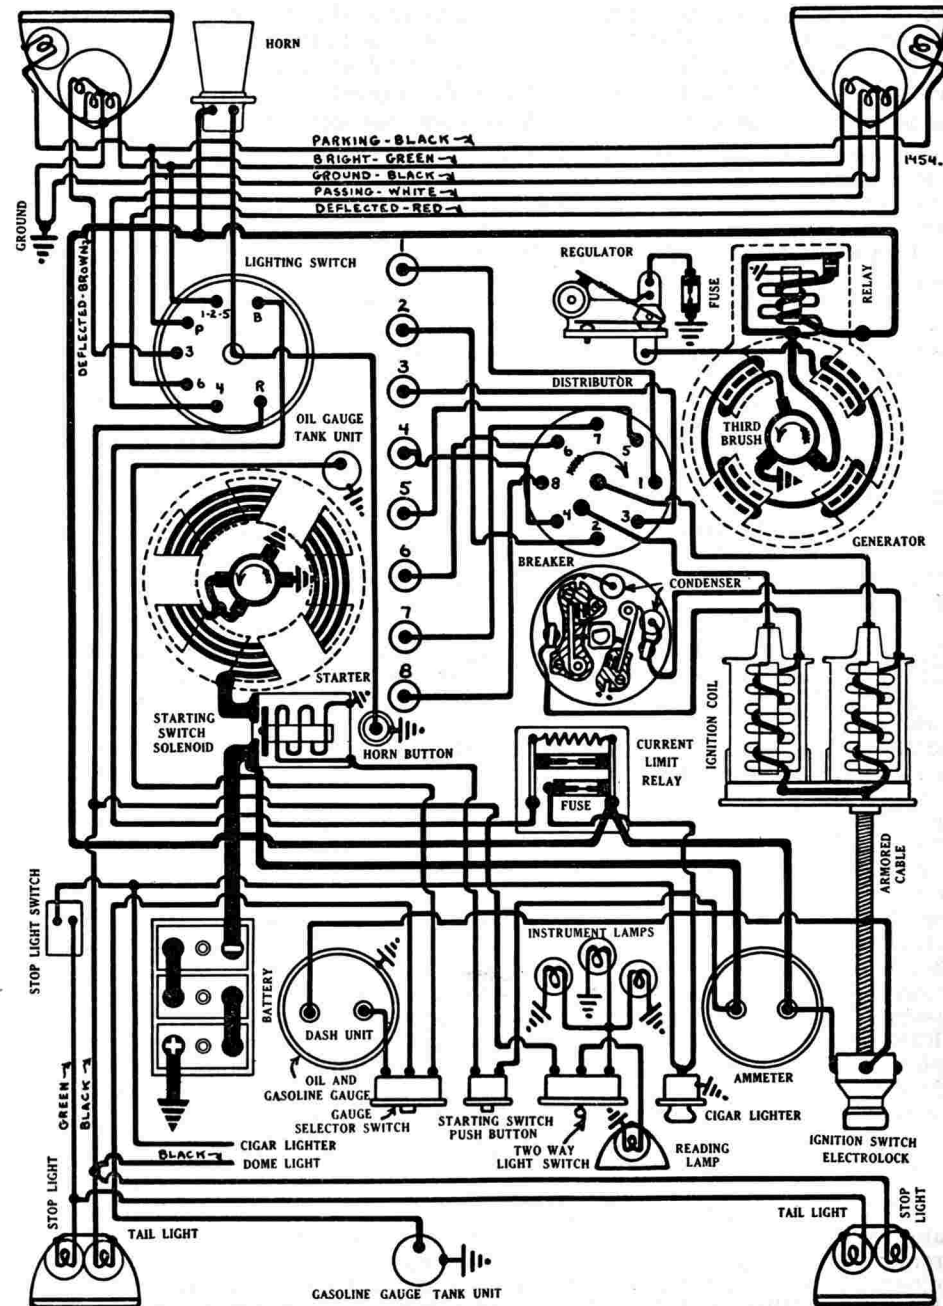 HORN
PARKING-BLACK
BRIGHT-GREEN
GROUND-BLACK
PASSING-WHITE
DEFLECTED-RED
1454.
GROUND
DEFLECTED-BROWN
LIGHTING SWITCH
1-2-5
B
P
3
6
4
R
1
2
3
4
5
6
7
8
REGULATOR
FUSE
RELAY
DISTRIBUTOR
7
6
5
8
1
4
3
2
BREAKER
THIRD
BRUSH
GENERATOR
OIL GAUGE
TANK UNIT
CONDENSER
STARTER
STARTING
SWITCH
SOLENOID
HORN BUTTON
CURRENT
LIMIT
RELAY
FUSE
IGNITION COIL
ARMORED
CABLE
STOP LIGHT SWITCH
BATTERY
DASH UNIT
OIL AND
GASOLINE GAUGE
GAUGE
SELECTOR SWITCH
INSTRUMENT LAMPS
STARTING SWITCH
PUSH BUTTON
TWO WAY
LIGHT SWITCH
READING
LAMP
CIGAR LIGHTER
AMMETER
IGNITION SWITCH
ELECTROLOCK
GREEN
BLACK
CIGAR LIGHTER
BLACK
DOME LIGHT
STOP LIGHT
TAIL LIGHT
GASOLINE GAUGE TANK UNIT
TAIL LIGHT
STOP
LIGHT